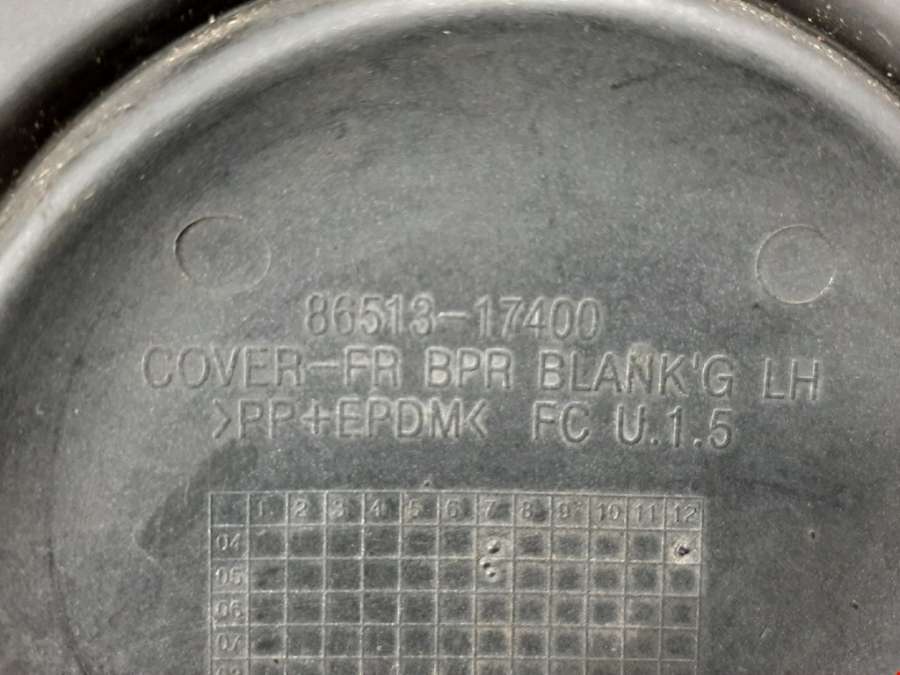 86513-17400
COVER-FR BPR BLANK'G LH
>PP+EPDM< FC U.1.5
1 2 3 4 5 6 7 8 9 10 11 12
04
05
06
07